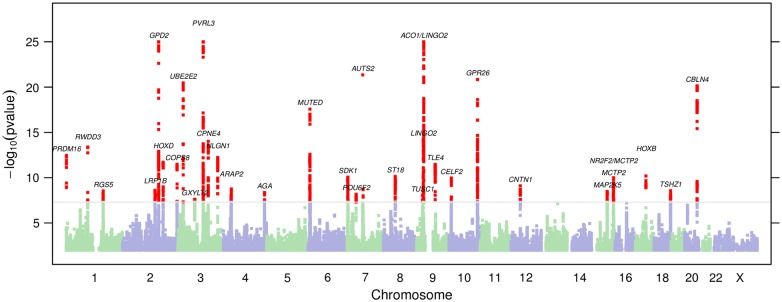 PVRL3
GPD2
ACO1/LINGO2
25
AUTS2
UBE2E2
GPR26
CBLN4
20
MUTED
−log10(pvalue)
15
RWDD3
CPNE4
LINGO2
PRDM16
HOXD
NLGN1
HOXB
COPS8
TLE4
NR2F2/MCTP2
10
ARAP2
SDK1
ST18
CELF2
MCTP2
RGS5
LRP1B
GXYLT2
AGA
POU6F2
TUSC1
CNTN1
MAP2K5
TSHZ1
5
1 2 3 4 5 6 7 8 9 10 11 12 14 16 18 20 22 X
Chromosome